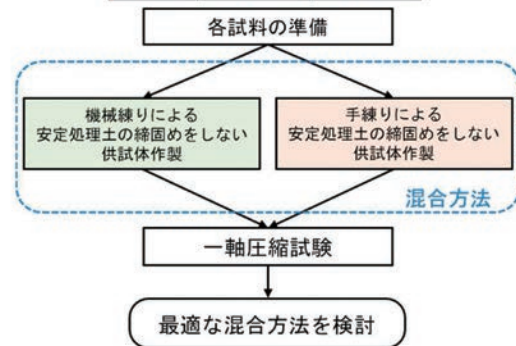 各試料の準備
機械練りによる
安定処理土の締固めをしない
供試体作製
手練りによる
安定処理土の締固めをしない
供試体作製
混合方法
一軸圧縮試験
最適な混合方法を検討